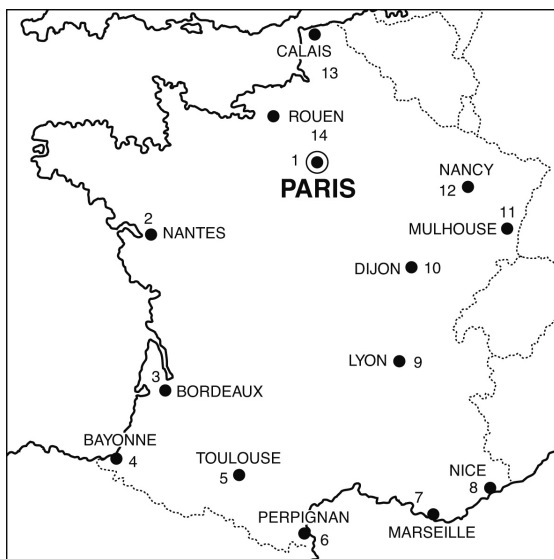 CALAIS
13
ROUEN
14
1
PARIS
NANCY
12
11
MULHOUSE
2
NANTES
DIJON 10
LYON 9
3
BORDEAUX
BAYONNE
4
TOULOUSE
5
NICE
8
7
MARSEILLE
PERPIGNAN
6